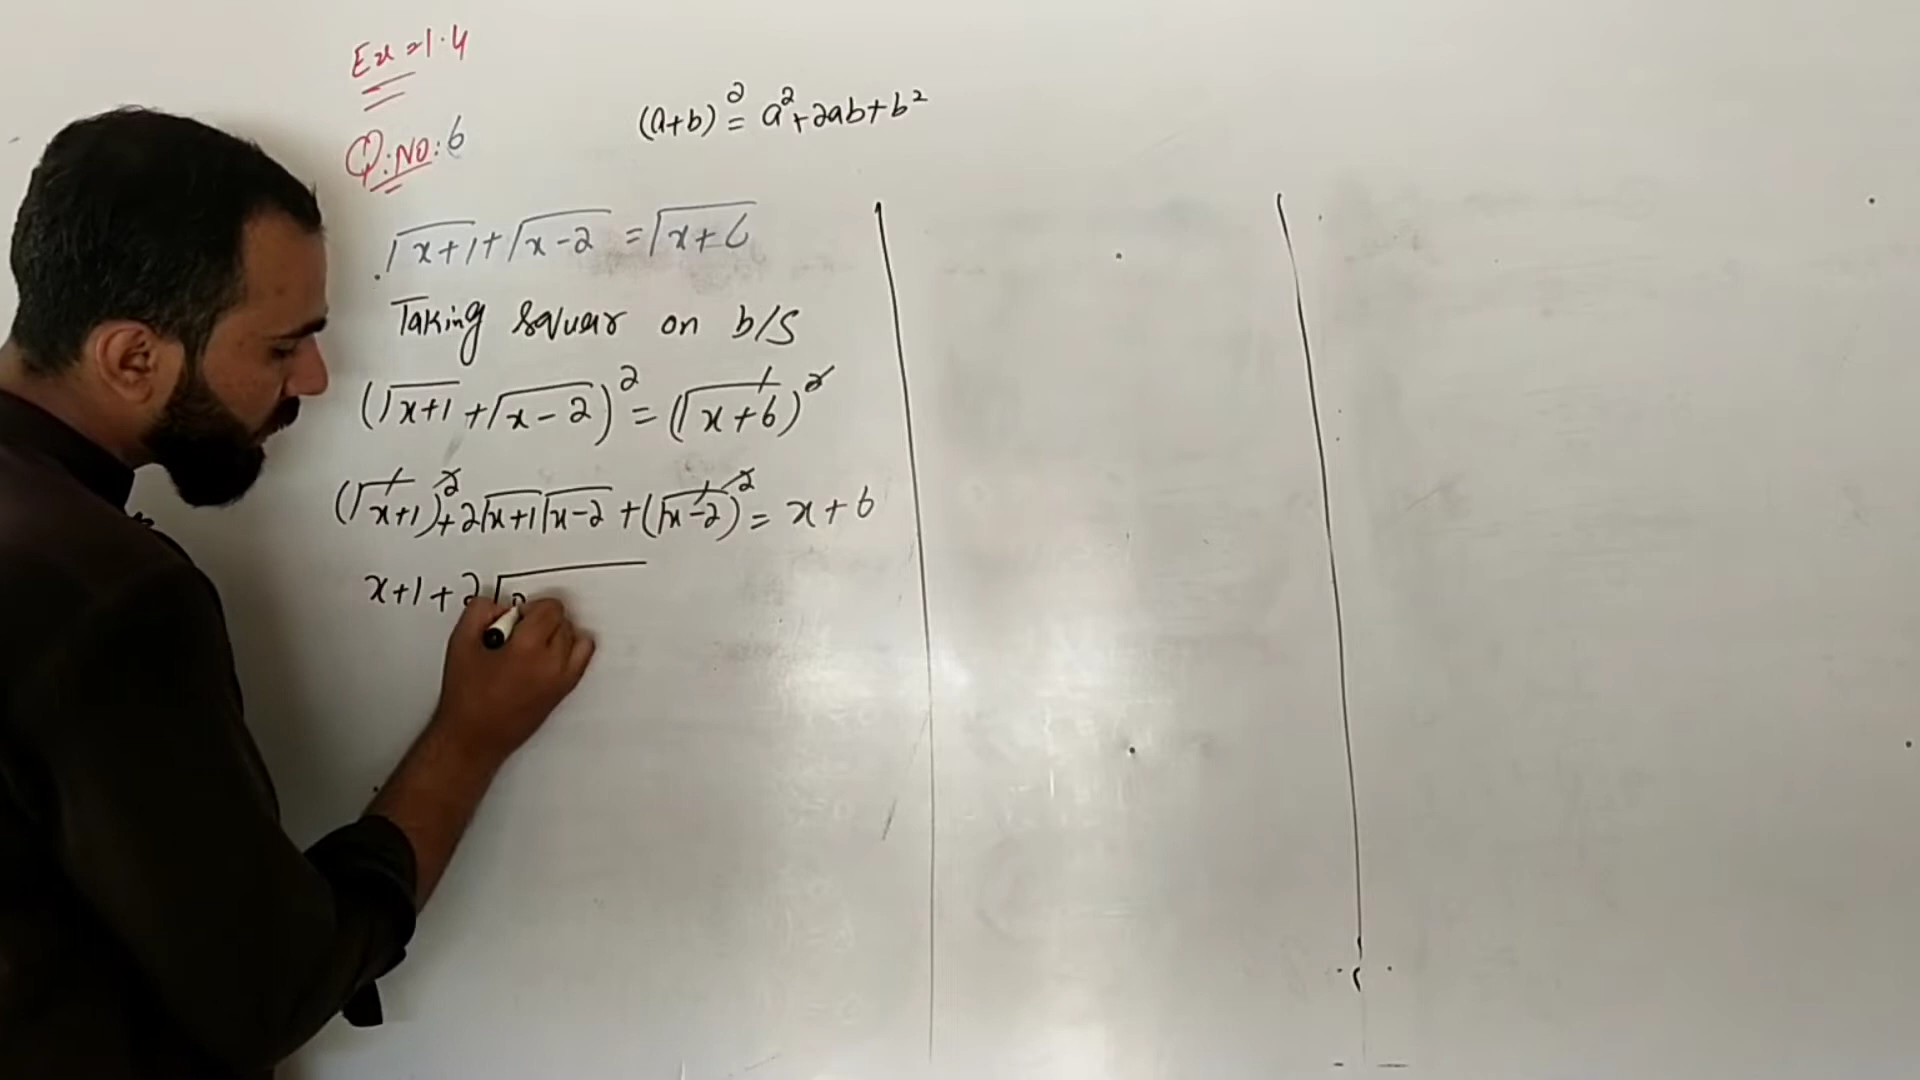 Ex=1.4
Q:NO:6
(a+b)²=a²+2ab+b²
√x+1+√x-2=√x+6
Taking squar on b/s
(√x+1+√x-2)²=(√x+6)²
(√x+1)²+2√x+1√x-2+(√x-2)²=x+6
x+1+2√